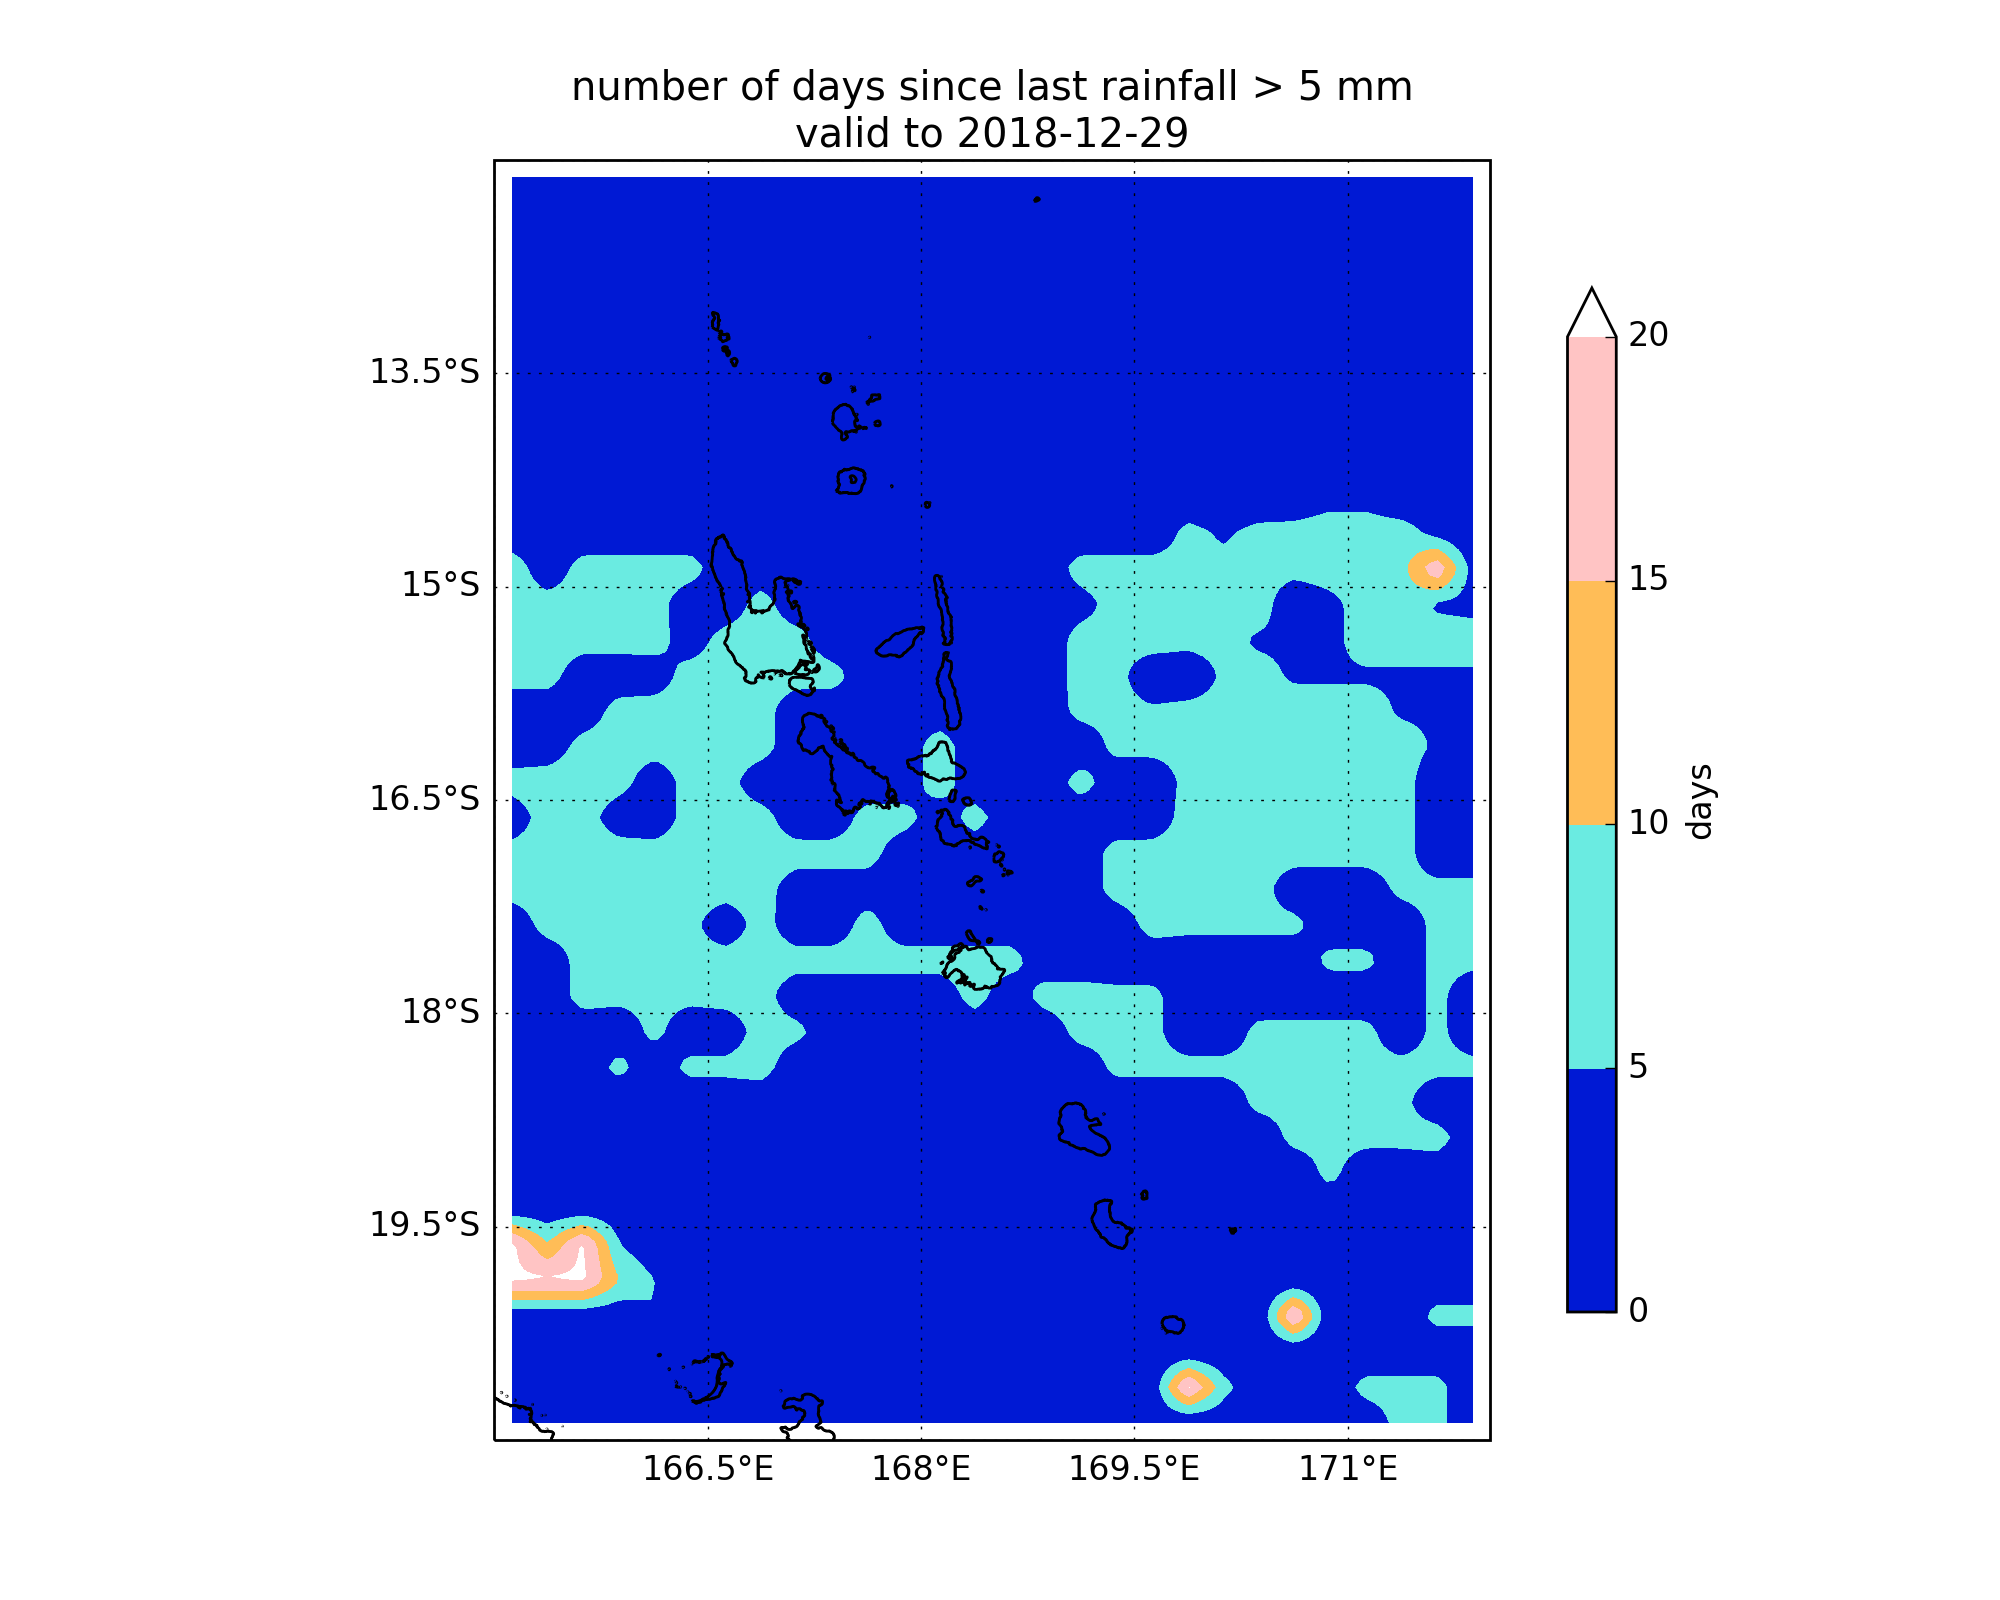 number of days since last rainfall > 5 mm
valid to 2018-12-29
13.5°S
15°S
16.5°S
18°S
19.5°S
166.5°E
168°E
169.5°E
171°E
20
15
10
5
0
days